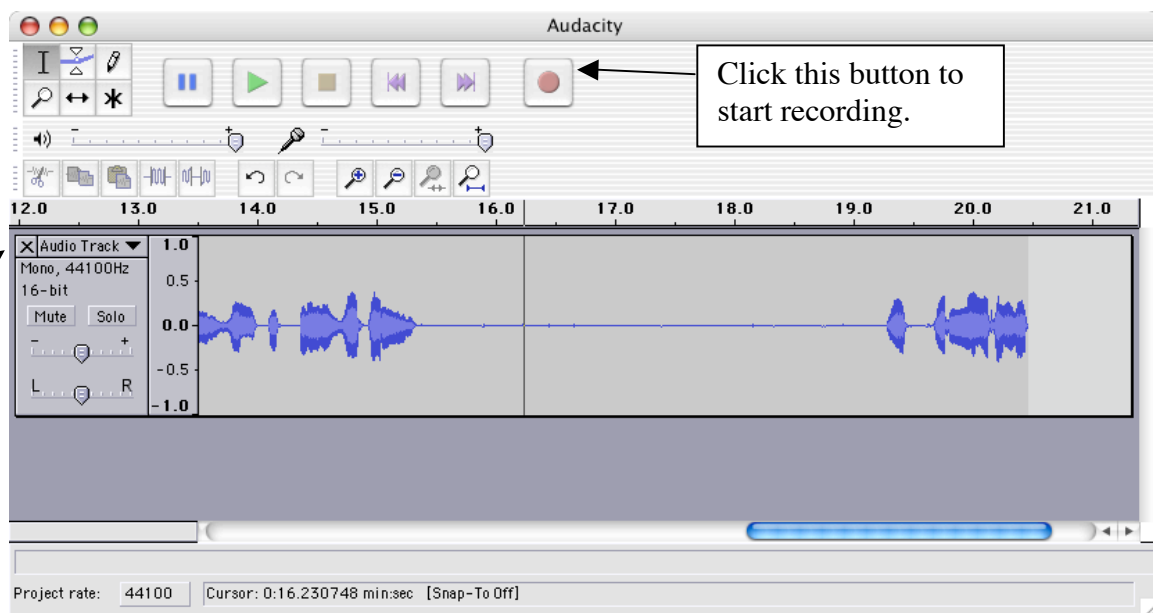 Audacity
Click this button to
start recording.
- + - +
12.0 13.0 14.0 15.0 16.0 17.0 18.0 19.0 20.0 21.0
X Audio Track ▼
Mono, 44100Hz
16-bit
Mute Solo
- +
L R
1.0
0.5
0.0
-0.5
-1.0
Project rate: 44100 Cursor: 0:16.230748 min:sec [Snap-To Off]